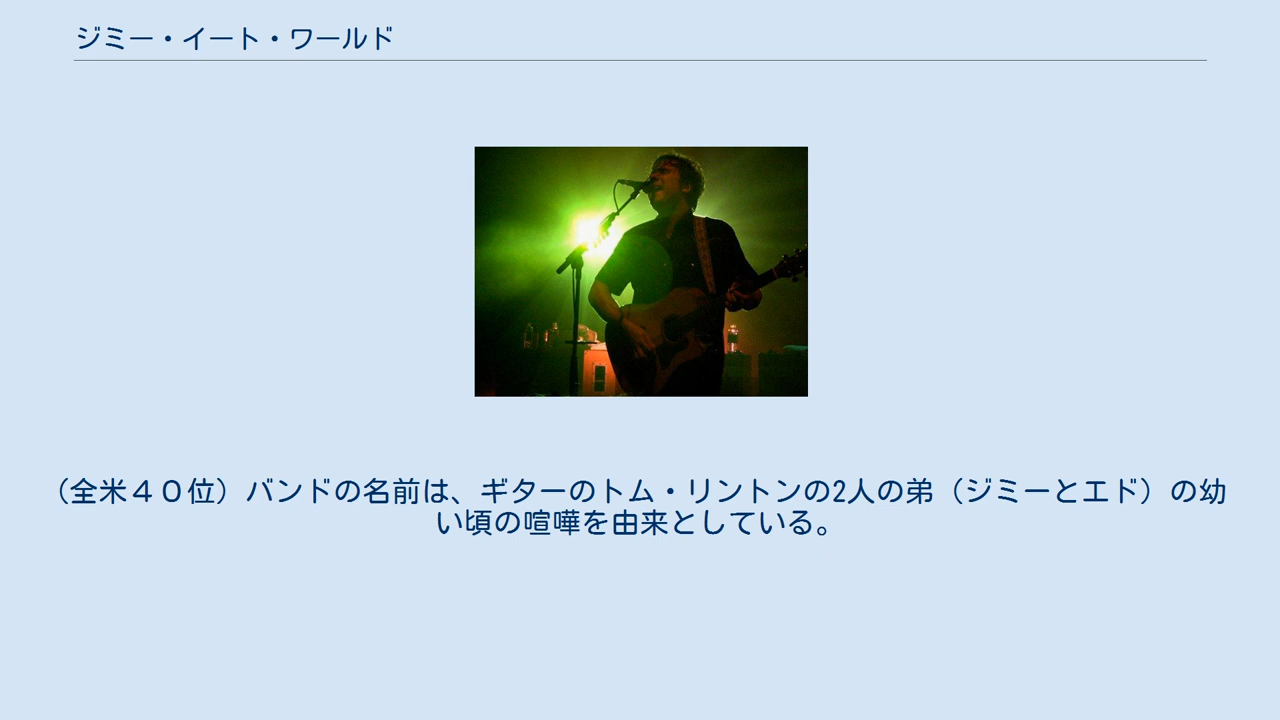 ジミー・イート・ワールド
（全米４０位）バンドの名前は、ギターのトム・リントンの2人の弟（ジミーとエド）の幼
い頃の喧嘩を由来としている。